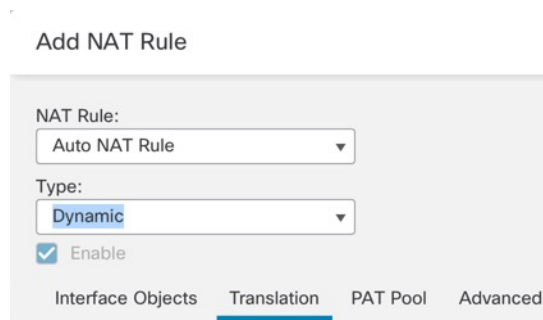 Add NAT Rule
NAT Rule:
Auto NAT Rule
Type:
Dynamic
Enable
Interface Objects Translation PAT Pool Advanced